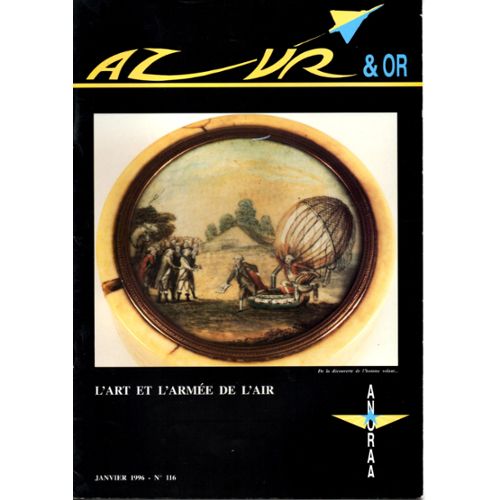 AZUR & OR
De la découverte de l'homme volant...
L'ART ET L'ARMÉE DE L'AIR
ANORAA
JANVIER 1996 - N° 116